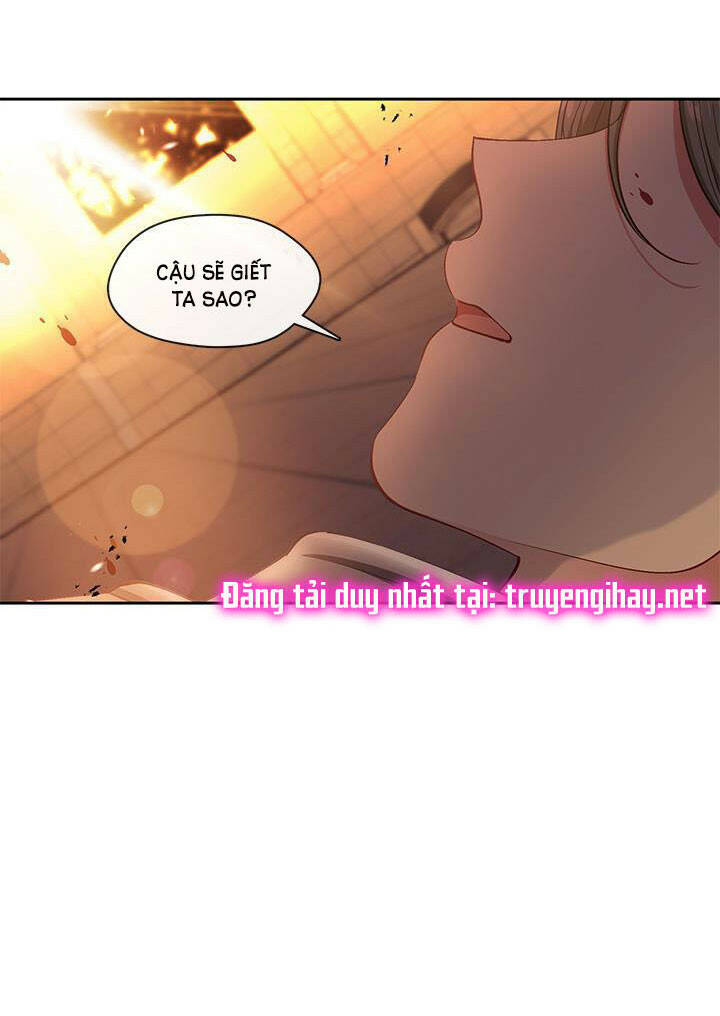 CẬU SẼ GIẾT
TA SAO?
Đăng tải duy nhất tại: truyengihay.net